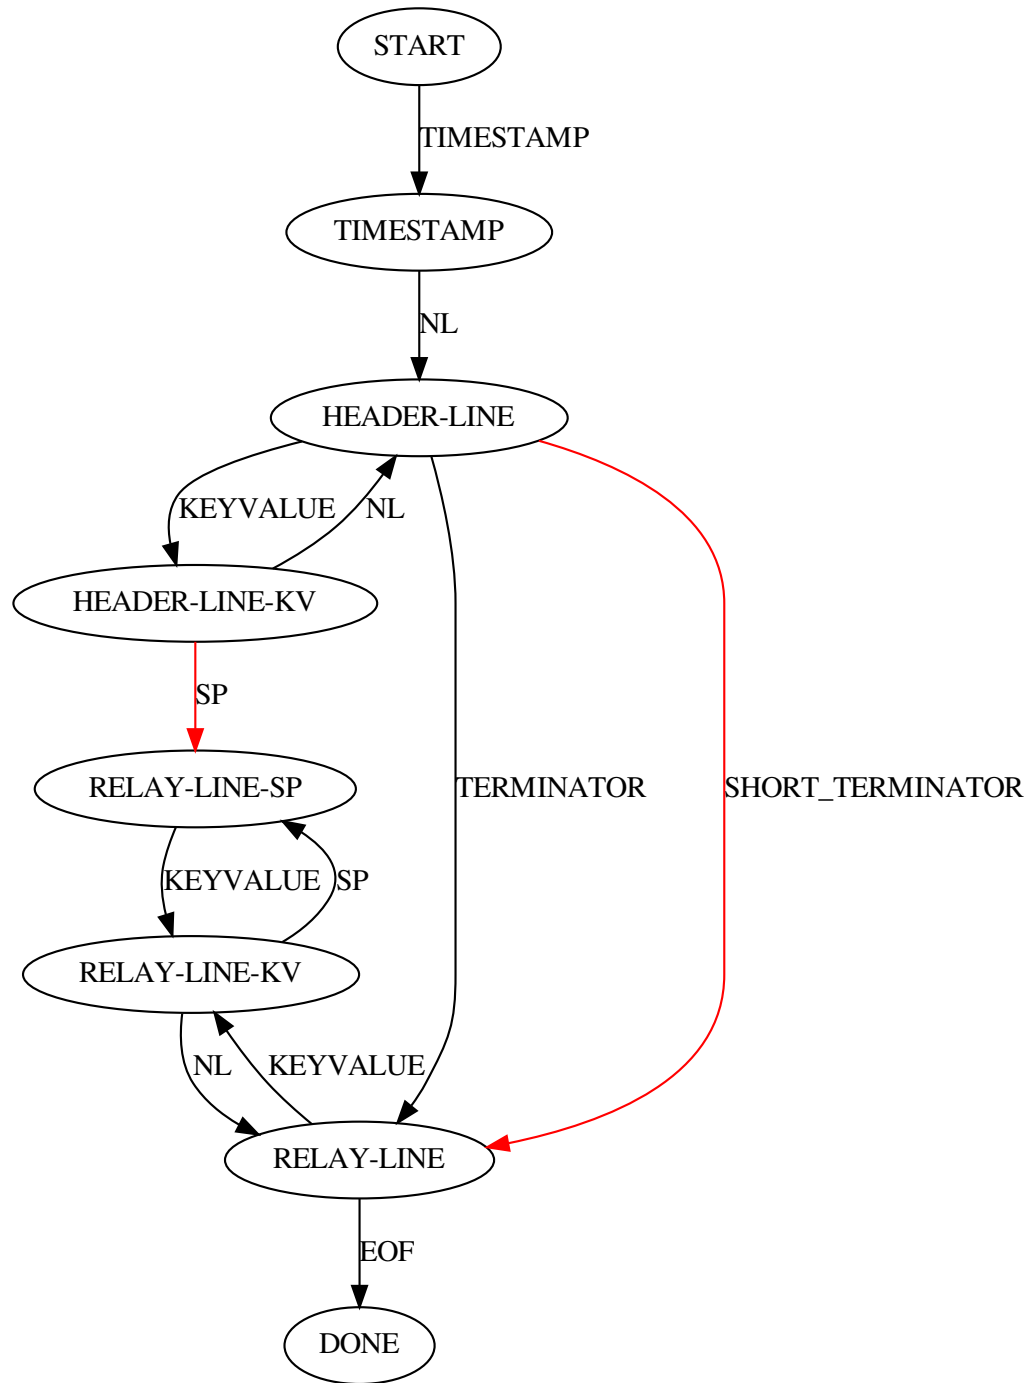 START
TIMESTAMP
TIMESTAMP
NL
HEADER-LINE
KEYVALUE
NL
HEADER-LINE-KV
SP
RELAY-LINE-SP
TERMINATOR
SHORT_TERMINATOR
KEYVALUE
SP
RELAY-LINE-KV
NL
KEYVALUE
RELAY-LINE
EOF
DONE